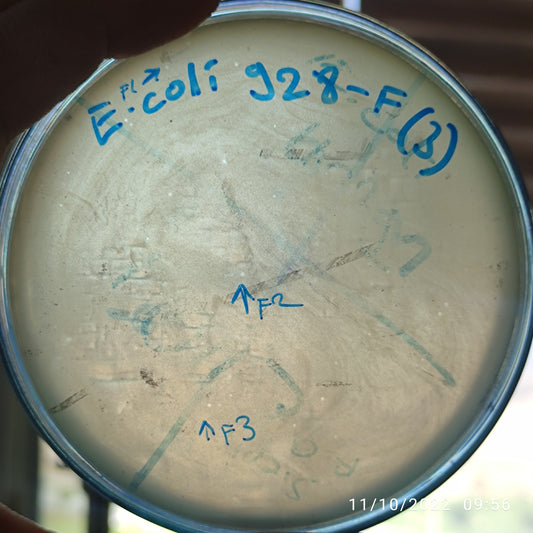 F1 ↗
E.coli 928-F(3)
↑F2
↑F3
11/10/2022 09:56